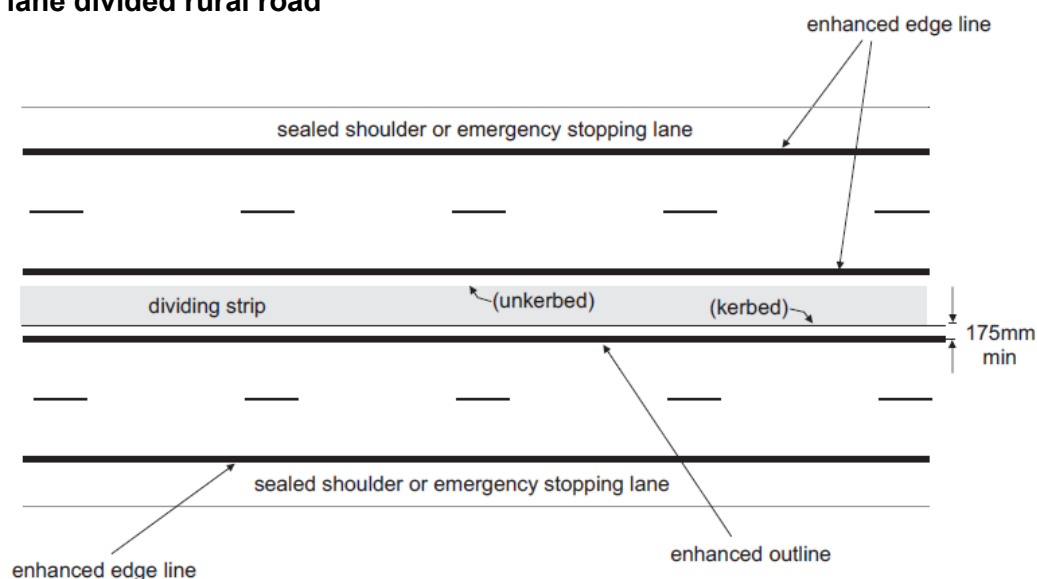 lane divided rural road
enhanced edge line
sealed shoulder or emergency stopping lane
dividing strip
(unkerbed)
(kerbed)
175mm
min
sealed shoulder or emergency stopping lane
enhanced outline
enhanced edge line